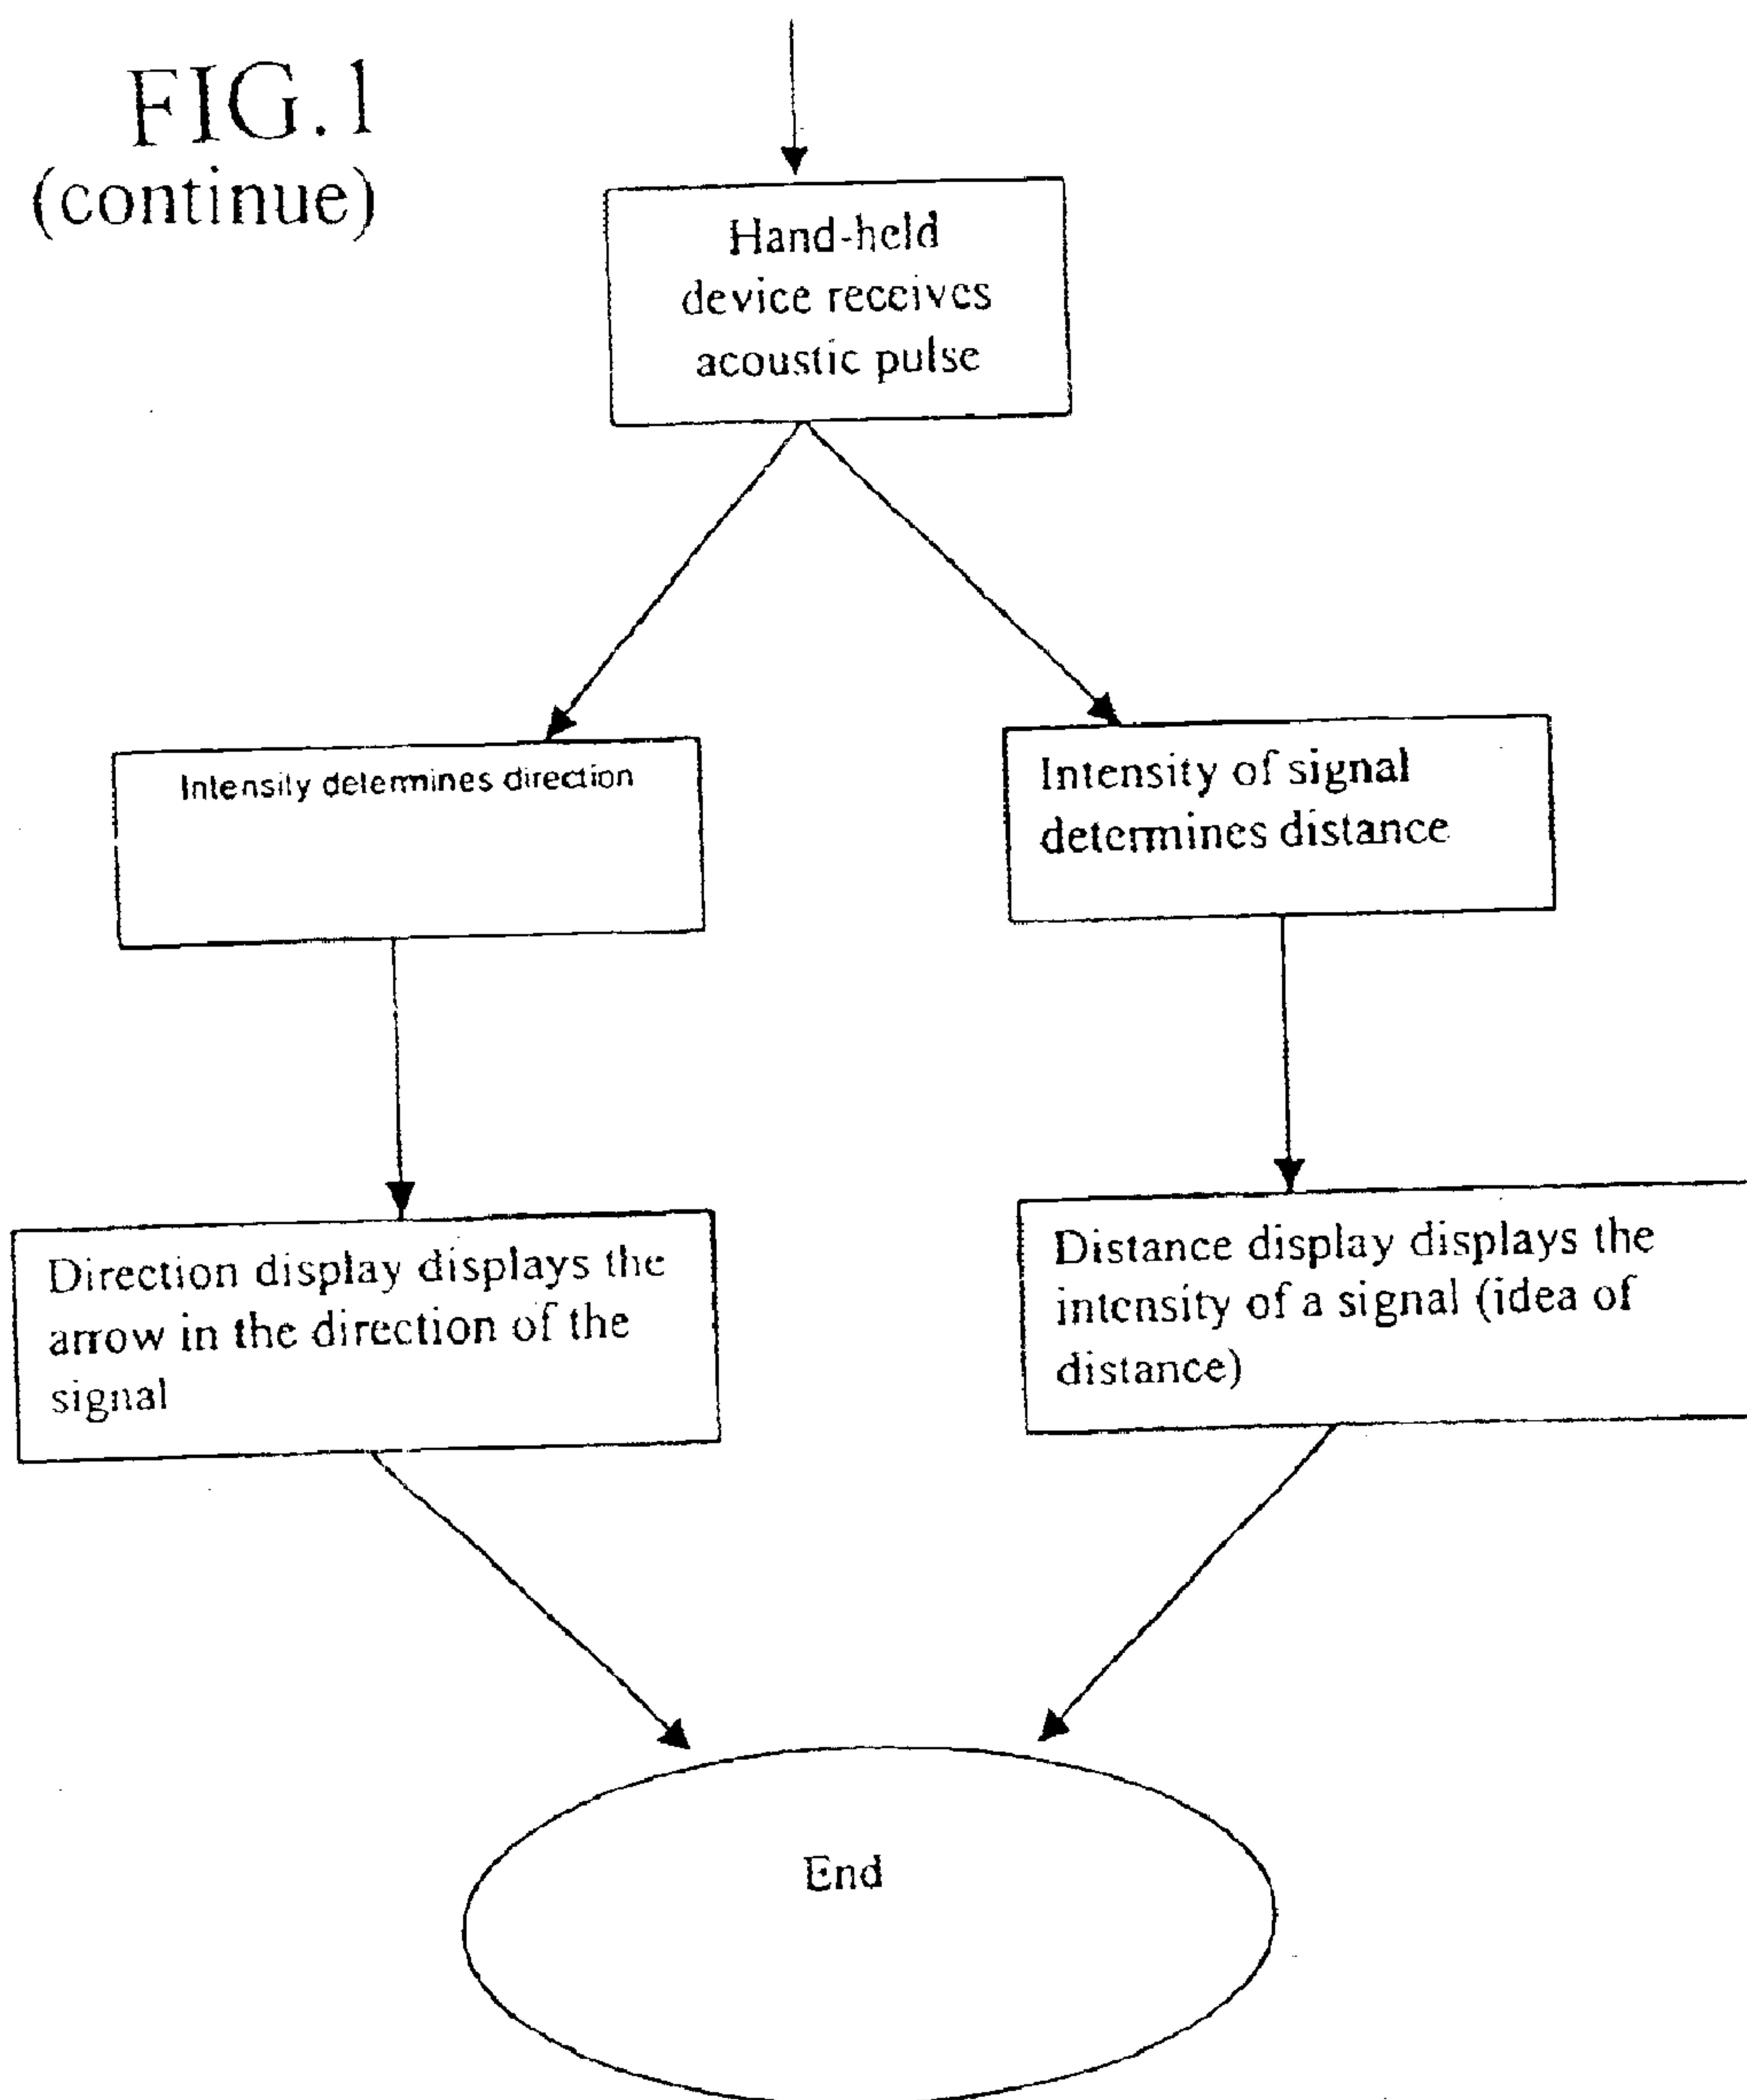 FIG. 1
(continue)
Hand-held
device receives
acoustic pulse
Intensity determines direction
Intensity of signal
determines distance
Direction display displays the
arrow in the direction of the
signal
Distance display displays the
intensity of a signal (idea of
distance)
End